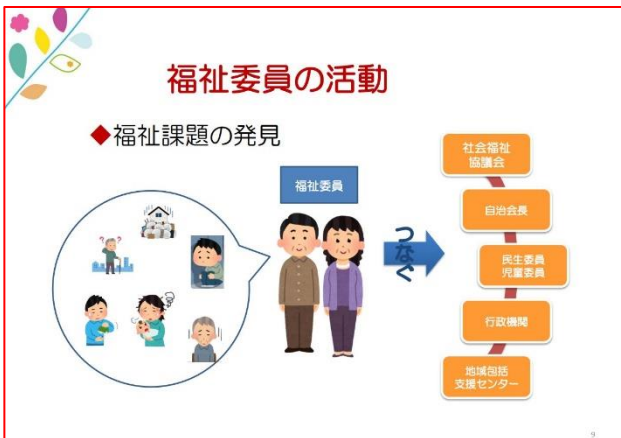 福祉委員の活動
◆福祉課題の発見
福祉委員
つなぐ
社会福祉
協議会
自治会長
民生委員
児童委員
行政機関
地域包括
支援センター
9